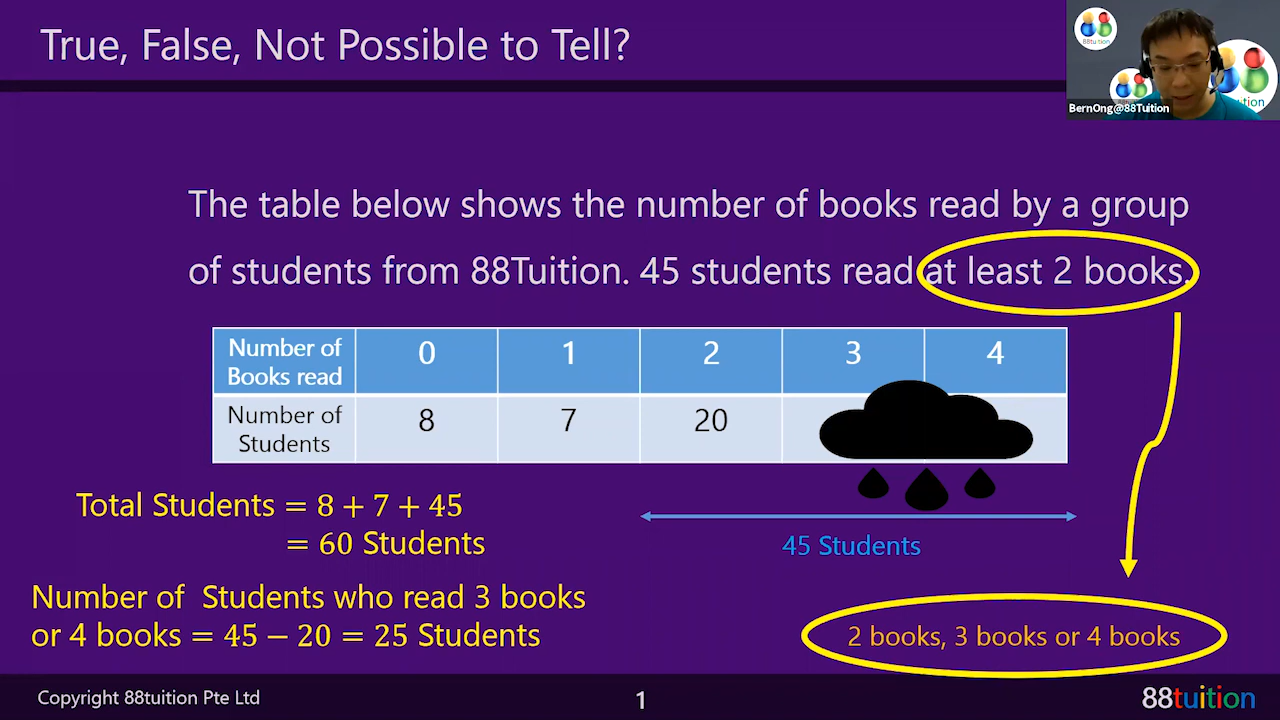 True, False, Not Possible to Tell?
88tuition
tuition
BernOng@88Tuition
The table below shows the number of books read by a group
of students from 88Tuition. 45 students read at least 2 books.
Number of Books read 0 1 2 3 4
Number of Students 8 7 20
Total Students = 8 + 7 + 45
= 60 Students
45 Students
Number of Students who read 3 books
or 4 books = 45 − 20 = 25 Students
2 books, 3 books or 4 books
Copyright 88tuition Pte Ltd
1
88tuition